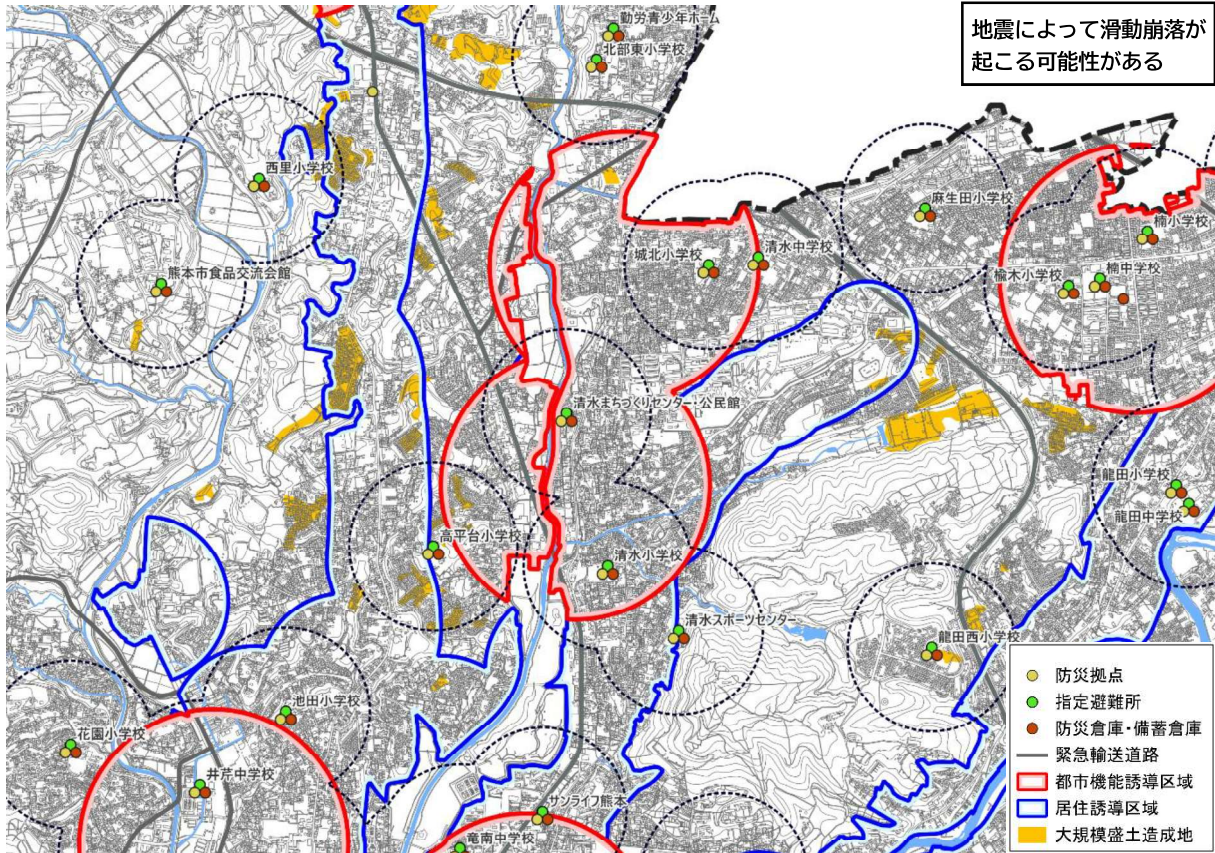 地震によって滑動崩落が
起こる可能性がある
勤労青少年ホーム
北部東小学校
西里小学校
麻生田小学校
楠小学校
城北小学校
清水中学校
熊本市食品交流会館
楡木小学校
楠中学校
清水まちづくりセンター・公民館
龍田小学校
龍田中学校
高平台小学校
清水小学校
清水スポーツセンター
龍田西小学校
池田小学校
花園小学校
井芹中学校
サンライフ熊本
竜南中学校
防災拠点
指定避難所
防災倉庫・備蓄倉庫
緊急輸送道路
都市機能誘導区域
居住誘導区域
大規模盛土造成地